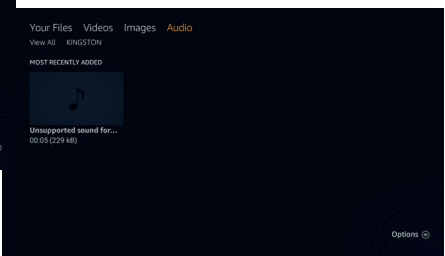 Your Files Videos Images Audio
View All KINGSTON
MOST RECENTLY ADDED
Unsupported sound for...
00:05 (229 kB)
Options